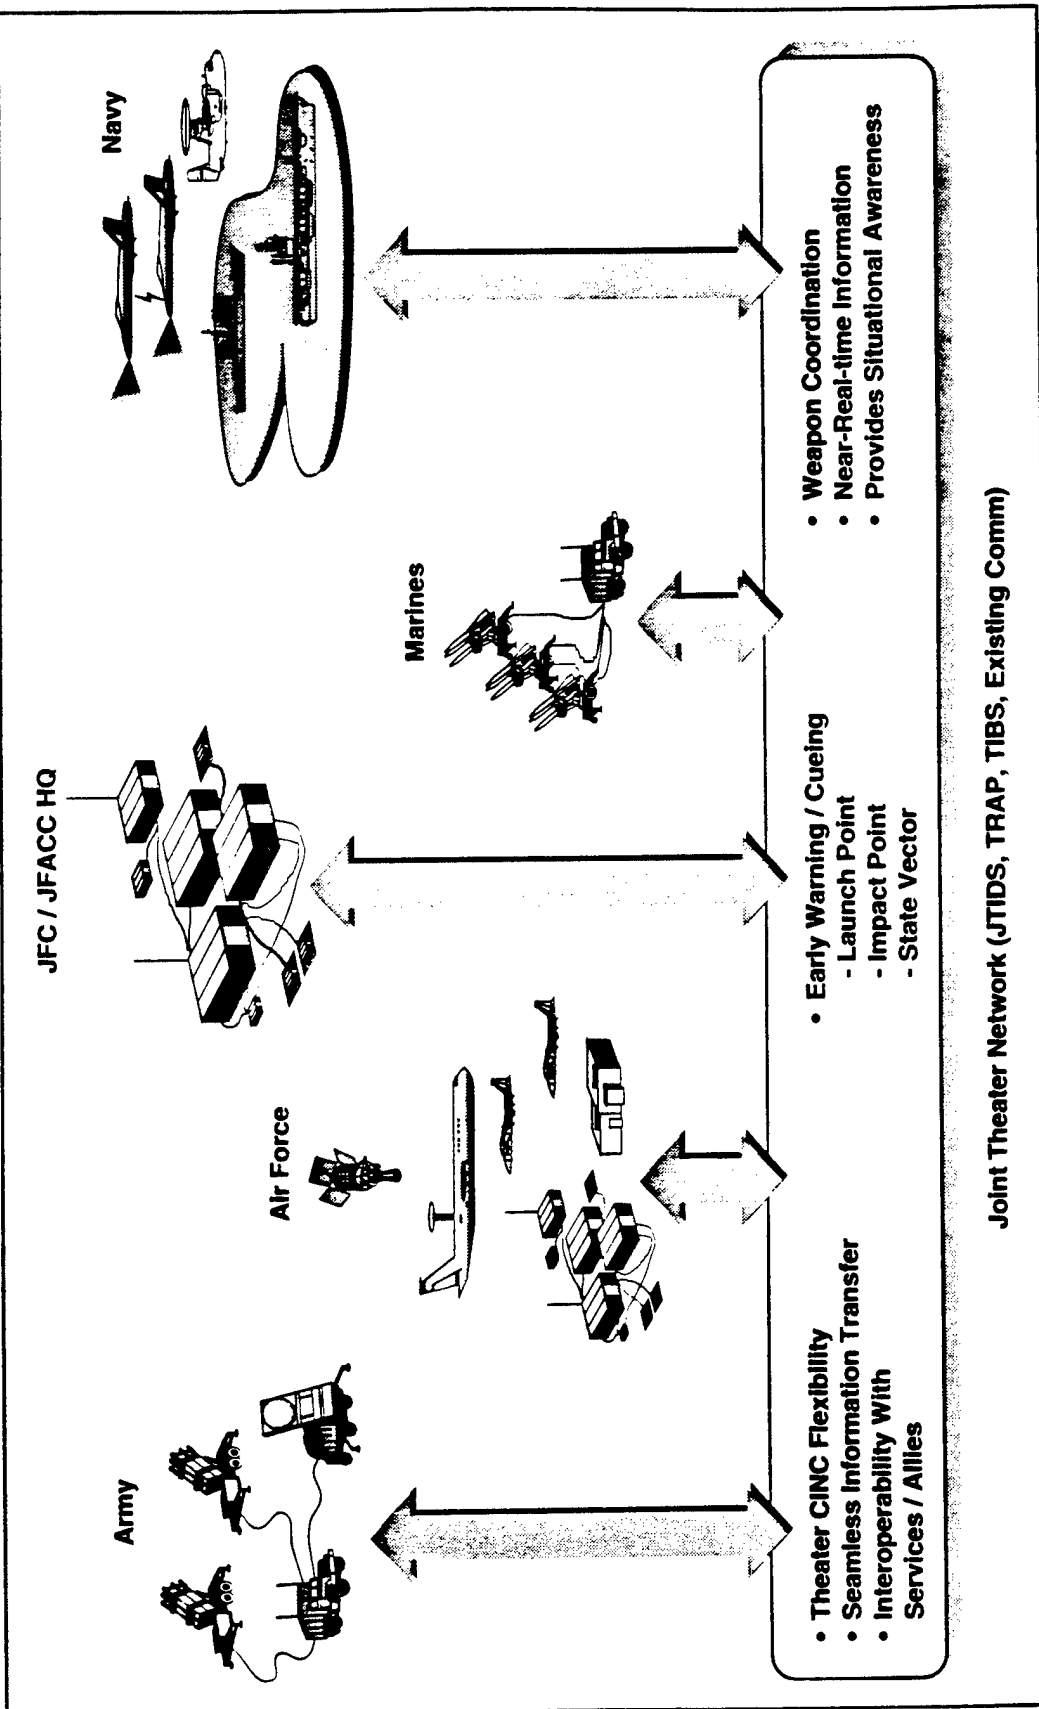 JFC / JFACC HQ
Navy
Army
Air Force
Marines
• Theater CINC Flexibility
• Seamless Information Transfer
• Interoperability With
Services / Allies
• Early Warning / Cueing
- Launch Point
- Impact Point
- State Vector
• Weapon Coordination
• Near-Real-time Information
• Provides Situational Awareness
Joint Theater Network (JTIDS, TRAP, TIBS, Existing Comm)